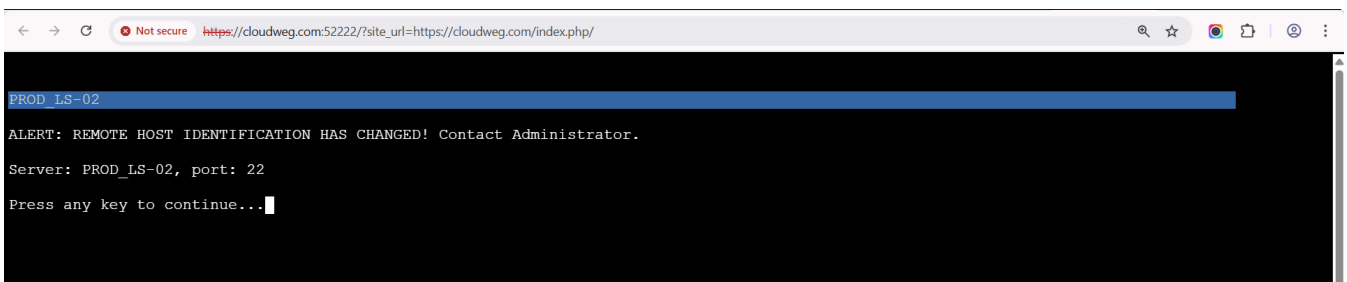 Not secure https://cloudweg.com:52222/?site_url=https://cloudweg.com/index.php/
PROD_LS-02
ALERT: REMOTE HOST IDENTIFICATION HAS CHANGED! Contact Administrator.
Server: PROD_LS-02, port: 22
Press any key to continue...